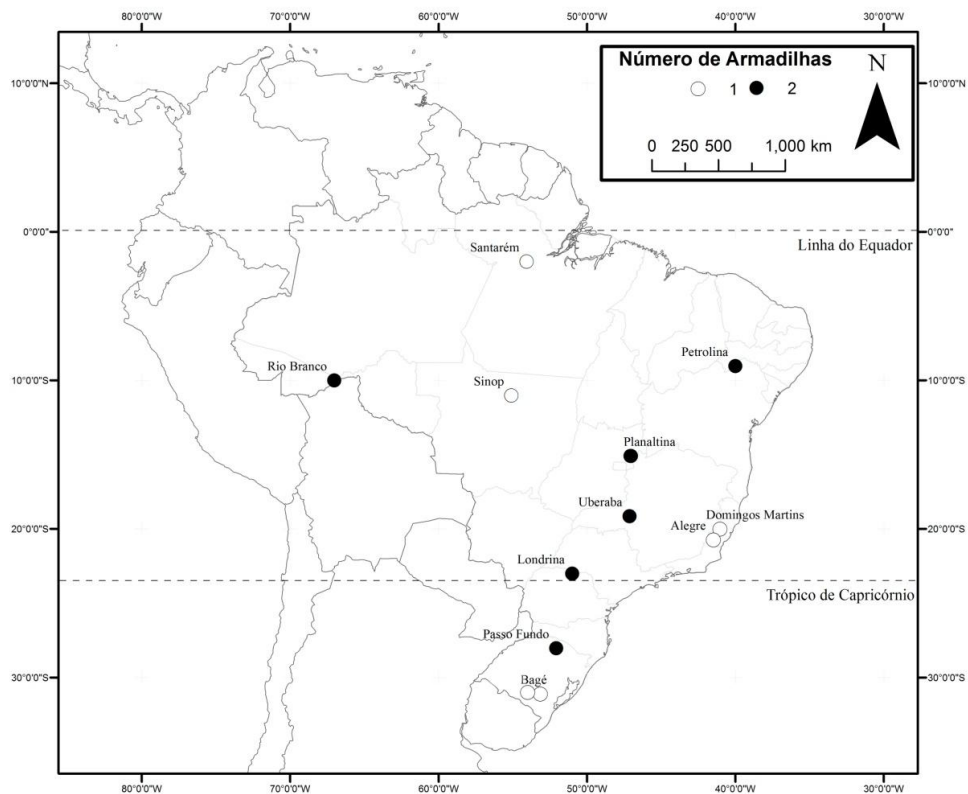 80°0'0"W 70°0'0"W 60°0'0"W 50°0'0"W 40°0'0"W 30°0'0"W
Número de Armadilhas
N
1 2
0 250 500 1,000 km
10°0'0"N 10°0'0"N
0°0'0" 0°0'0"
Linha do Equador
Santarém
Petrolina
Rio Branco
Sinop
10°0'0"S 10°0'0"S
Planaltina
Uberaba
Domingos Martins
Alegre
20°0'0"S 20°0'0"S
Londrina
Trópico de Capricórnio
Passo Fundo
Bagé
30°0'0"S 30°0'0"S
80°0'0"W 70°0'0"W 60°0'0"W 50°0'0"W 40°0'0"W 30°0'0"W